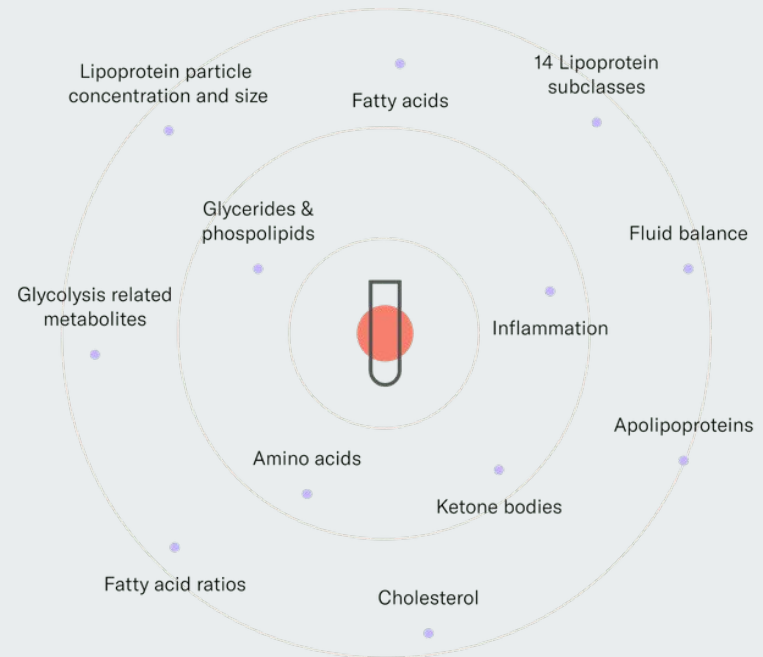 Lipoprotein particle
concentration and size
Fatty acids
14 Lipoprotein
subclasses
Glycerides &
phospolipids
Fluid balance
Glycolysis related
metabolites
Inflammation
Apolipoproteins
Amino acids
Ketone bodies
Fatty acid ratios
Cholesterol